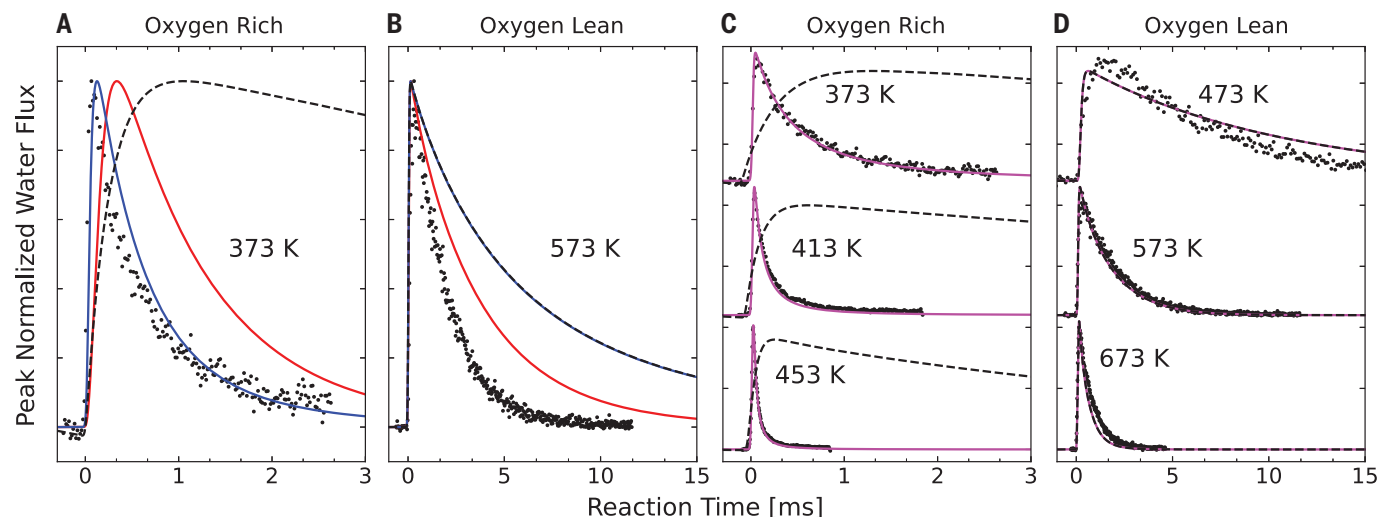 A Oxygen Rich
B Oxygen Lean
C Oxygen Rich
D Oxygen Lean
Peak Normalized Water Flux
373 K
573 K
373 K
413 K
453 K
473 K
573 K
673 K
0 1 2 3
0 5 10 15
0 1 2 3
0 5 10 15
Reaction Time [ms]